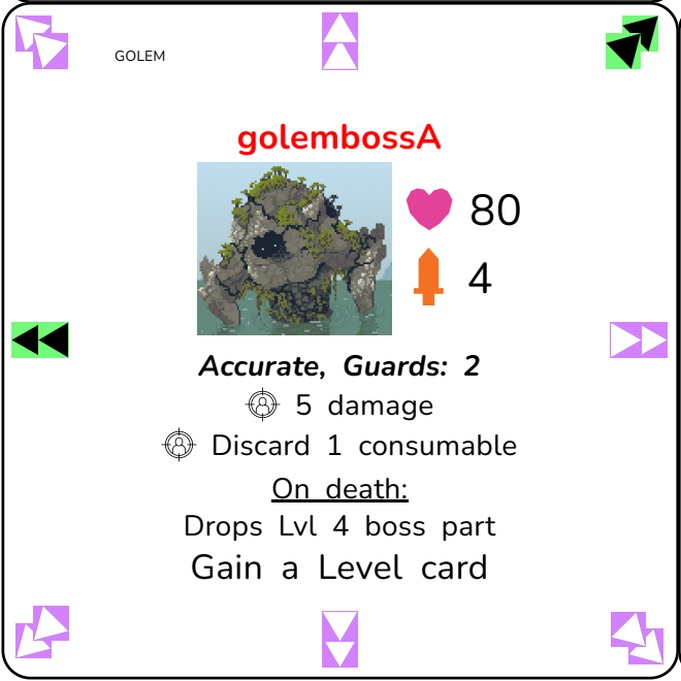 GOLEM
golembossA
80
4
Accurate, Guards: 2
5 damage
Discard 1 consumable
On death:
Drops Lvl 4 boss part
Gain a Level card